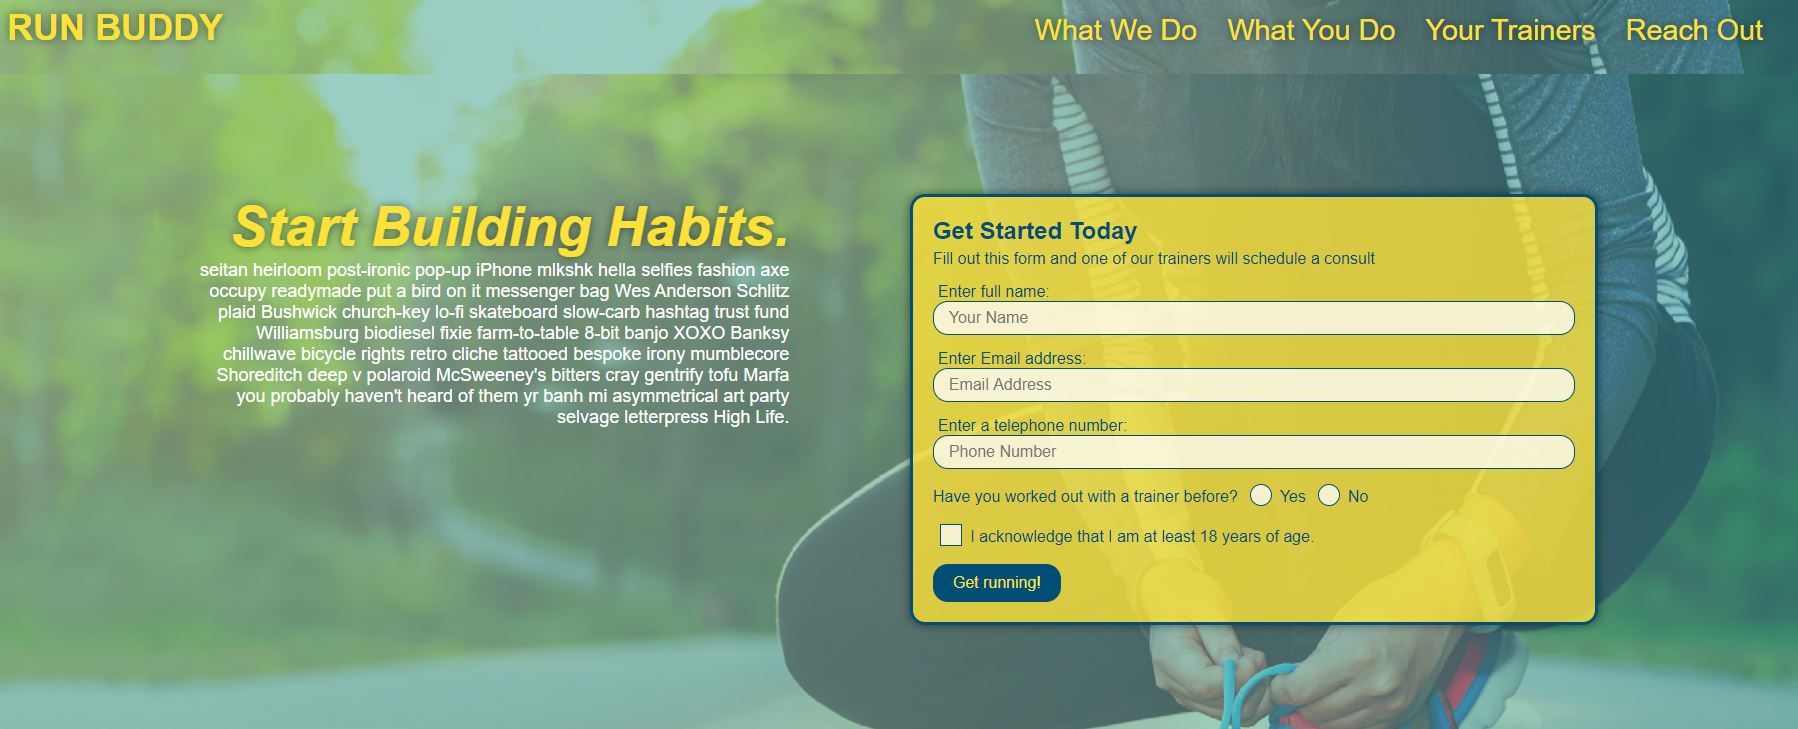 RUN BUDDY
What We Do What You Do Your Trainers Reach Out
Start Building Habits.
seitan heirloom post-ironic pop-up iPhone mlkshk hella selfies fashion axe
occupy readymade put a bird on it messenger bag Wes Anderson Schlitz
plaid Bushwick church-key lo-fi skateboard slow-carb hashtag trust fund
Williamsburg biodiesel fixie farm-to-table 8-bit banjo XOXO Banksy
chillwave bicycle rights retro cliche tattooed bespoke irony mumblecore
Shoreditch deep v polaroid McSweeney's bitters cray gentrify tofu Marfa
you probably haven't heard of them yr banh mi asymmetrical art party
selvage letterpress High Life.
Get Started Today
Fill out this form and one of our trainers will schedule a consult
Enter full name:
Your Name
Enter Email address:
Email Address
Enter a telephone number:
Phone Number
Have you worked out with a trainer before? Yes No
I acknowledge that I am at least 18 years of age.
Get running!